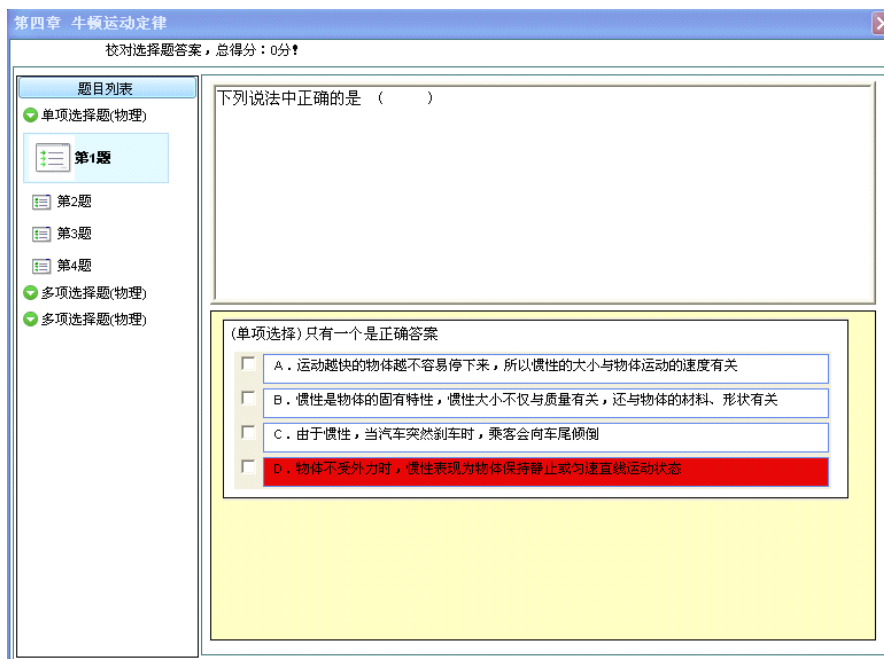 第四章 牛顿运动定律
校对选择题答案，总得分：0分!
题目列表
单项选择题(物理)
第1题
第2题
第3题
第4题
多项选择题(物理)
多项选择题(物理)
下列说法中正确的是 （ ）
(单项选择)只有一个是正确答案
A．运动越快的物体越不容易停下来，所以惯性的大小与物体运动的速度有关
B．惯性是物体的固有特性，惯性大小不仅与质量有关，还与物体的材料、形状有关
C．由于惯性，当汽车突然刹车时，乘客会向车尾倾倒
D．物体不受外力时，惯性表现为物体保持静止或匀速直线运动状态